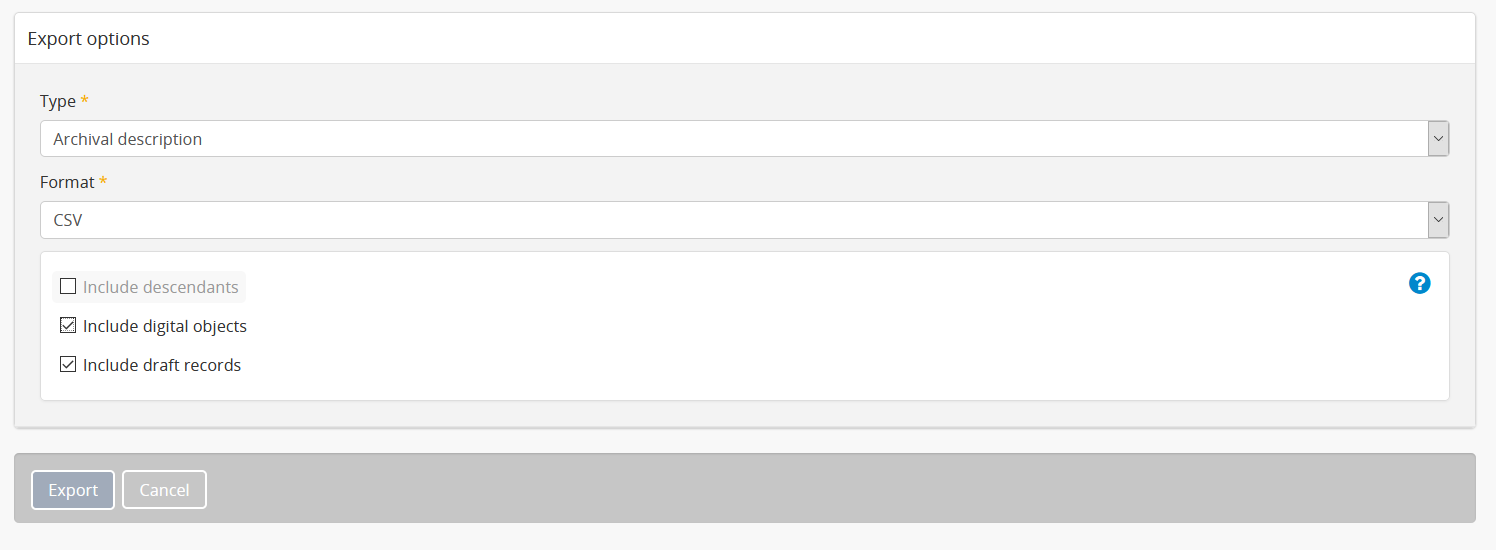 Export options
Type *
Archival description
Format *
CSV
Include descendants
?
Include digital objects
Include draft records
Export Cancel